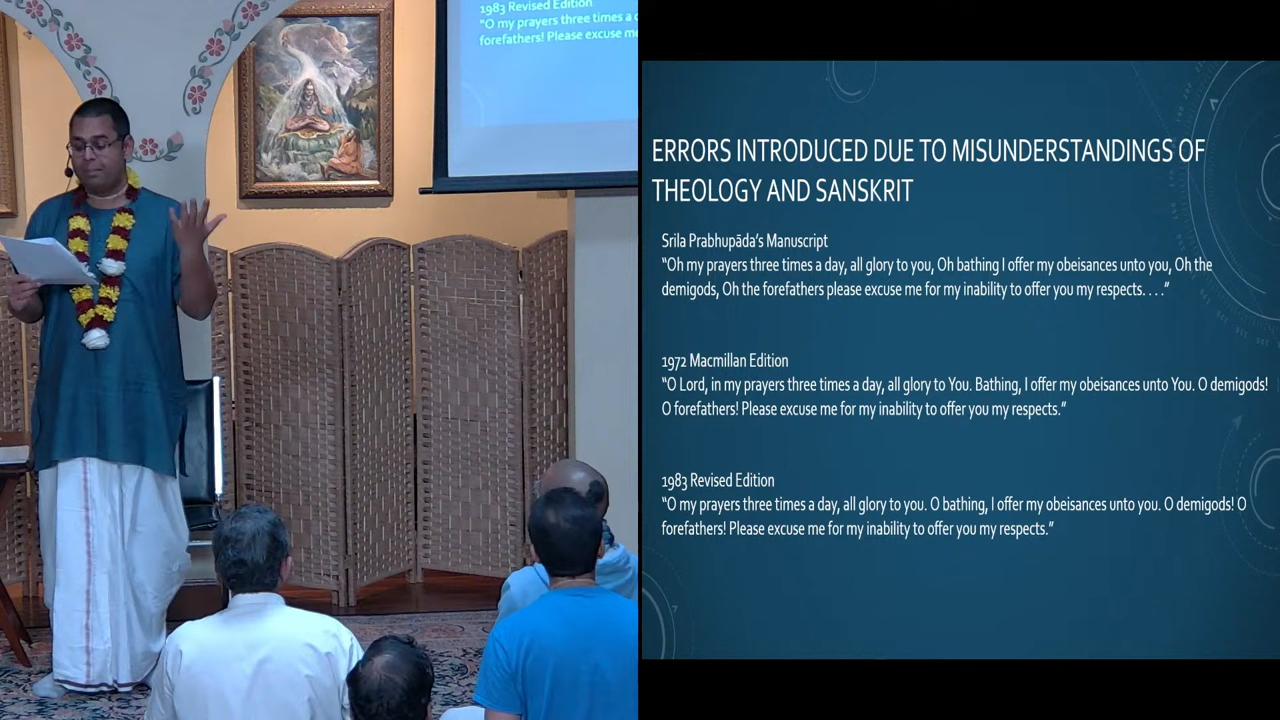 1983 Revised Edition
"O my prayers three times a
forefathers! Please excuse me
ERRORS INTRODUCED DUE TO MISUNDERSTANDINGS OF
THEOLOGY AND SANSKRIT
Srila Prabhupāda's Manuscript
"Oh my prayers three times a day, all glory to you, Oh bathing I offer my obeisances unto you, Oh the
demigods, Oh the forefathers please excuse me for my inability to offer you my respects. . . ."
1972 Macmillan Edition
"O Lord, in my prayers three times a day, all glory to You. Bathing, I offer my obeisances unto You. O demigods!
O forefathers! Please excuse me for my inability to offer you my respects."
1983 Revised Edition
"O my prayers three times a day, all glory to you. O bathing, I offer my obeisances unto you. O demigods! O
forefathers! Please excuse me for my inability to offer you my respects."